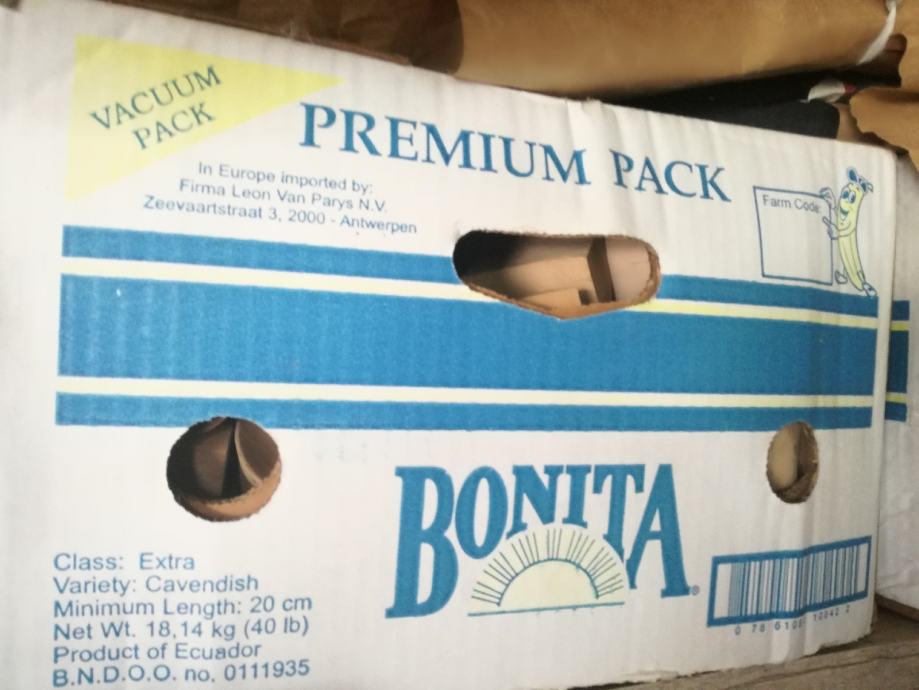 VACUUM
PACK
PREMIUM PACK
In Europe imported by:
Firma Leon Van Parys N.V.
Zeevaartstraat 3, 2000 - Antwerpen
Farm Code:
BONITA®
Class: Extra
Variety: Cavendish
Minimum Length: 20 cm
Net Wt. 18,14 kg (40 lb)
Product of Ecuador
B.N.D.O.O. no. 0111935